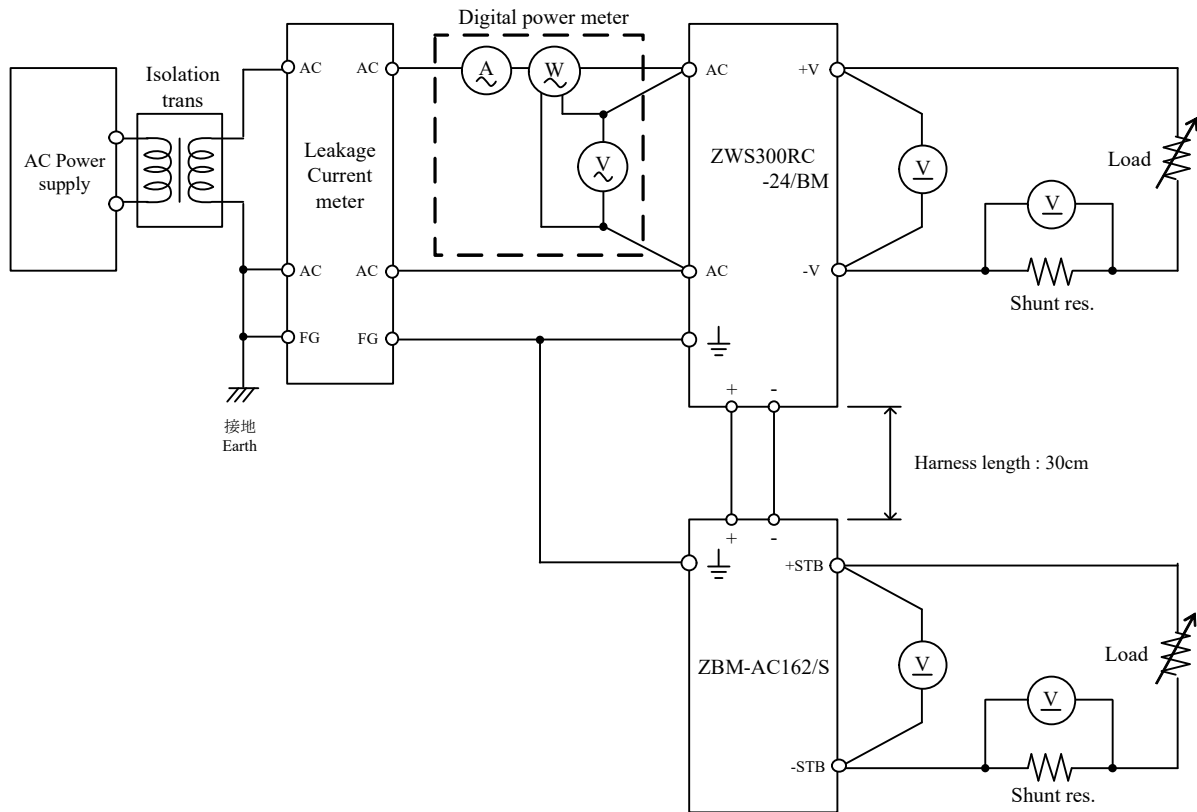 Digital power meter
Isolation
trans
AC Power
supply
AC
AC
Leakage
Current
meter
AC
AC
FG
FG
接地
Earth
A
W
V
AC
+V
ZWS300RC
-24/BM
AC
-V
V
V
Load
Shunt res.
+
-
Harness length : 30cm
+
-
+STB
ZBM-AC162/S
-STB
V
V
Load
Shunt res.